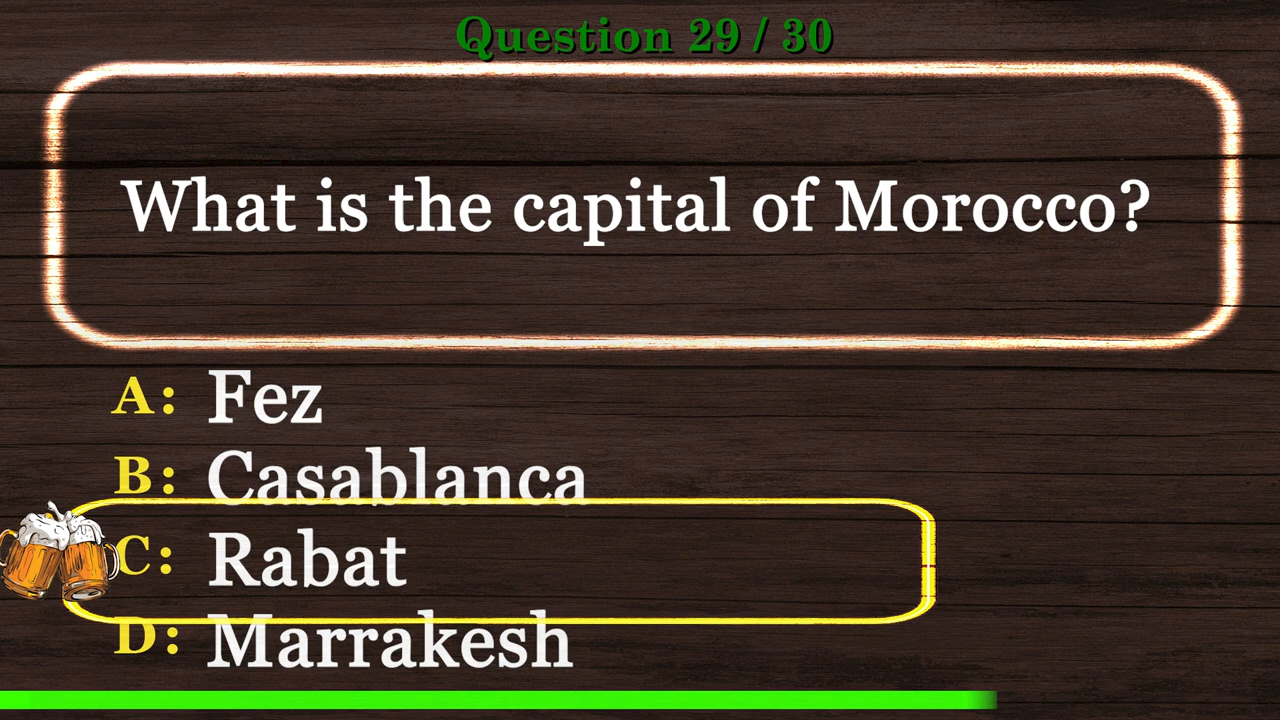 Question 29 / 30
What is the capital of Morocco?
A: Fez
B: Casablanca
C: Rabat
D: Marrakesh